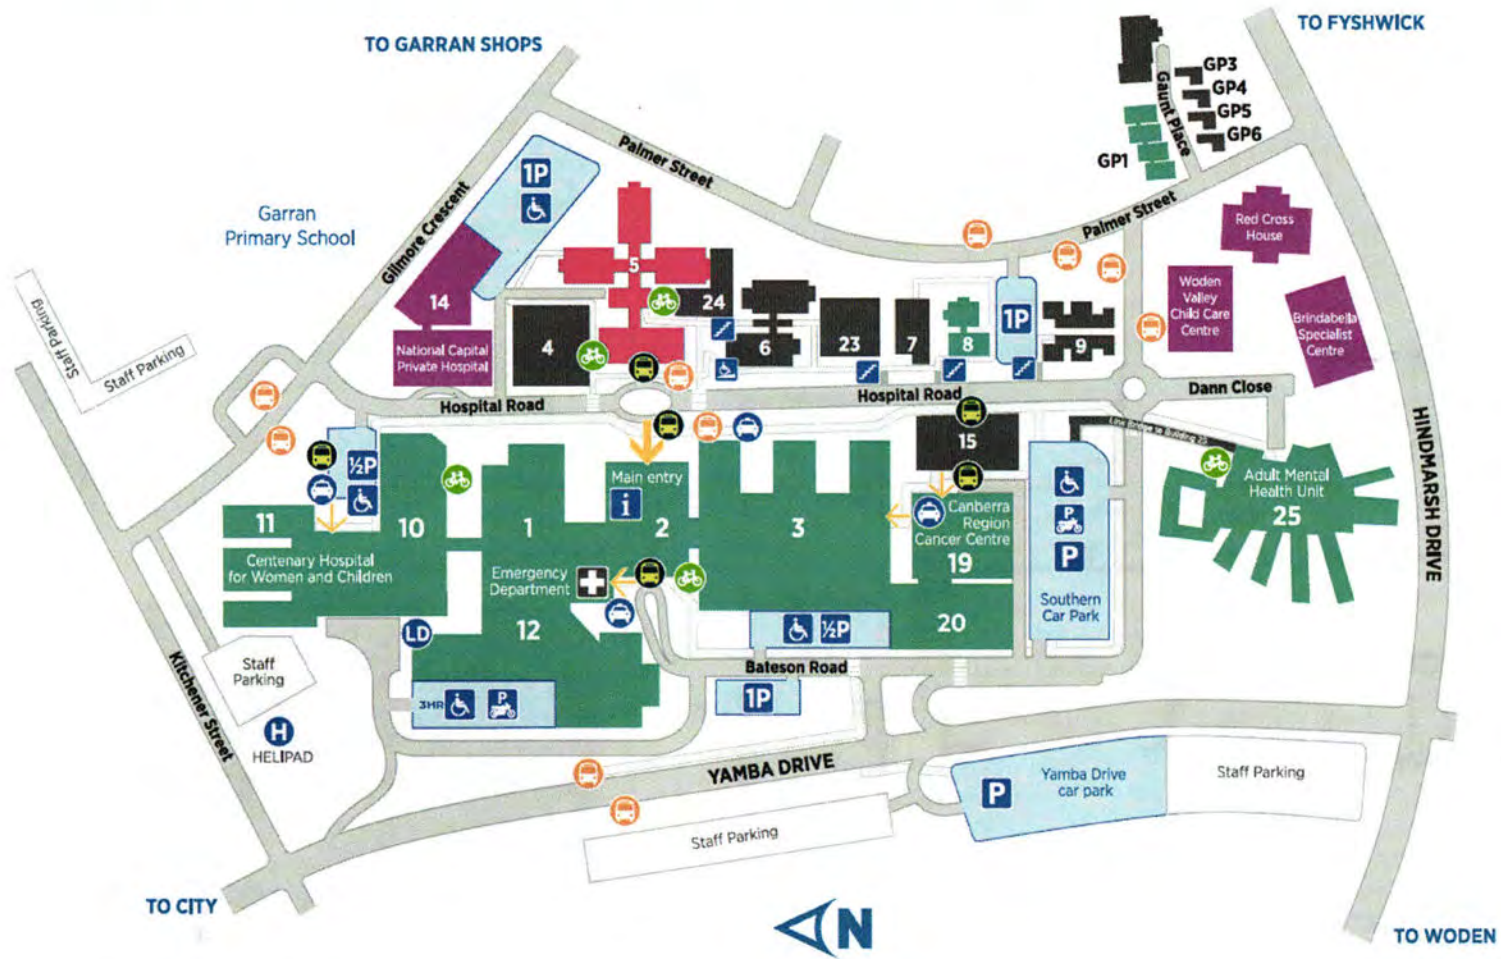 TO FYSHWICK
TO GARRAN SHOPS
GP3
GP4
GP5
GP6
Gaunt Place
GP1
Palmer Street
1P
Garran
Primary School
Gilmore Crescent
Palmer Street
Red Cross
House
5
14
24
Woden
Valley
Child Care
Centre
Brindabella
Specialist
Centre
1P
4
6
23
7
8
9
National Capital
Private Hospital
Staff Parking
Staff Parking
Hospital Road
Hospital Road
Dann Close
HINDMARSH DRIVE
Link Bridge to Building 25
15
½P
Main entry
i
Adult Mental
Health Unit
25
11
10
1
2
3
Canberra
Region
Cancer Centre
19
P
P
Centenary Hospital
for Women and Children
Emergency
Department
Southern
Car Park
12
LD
½P
20
Staff
Parking
Kitchener Street
Bateson Road
3HR
P
1P
H
HELIPAD
YAMBA DRIVE
P
Yamba Drive
car park
Staff Parking
Staff Parking
TO CITY
N
TO WODEN